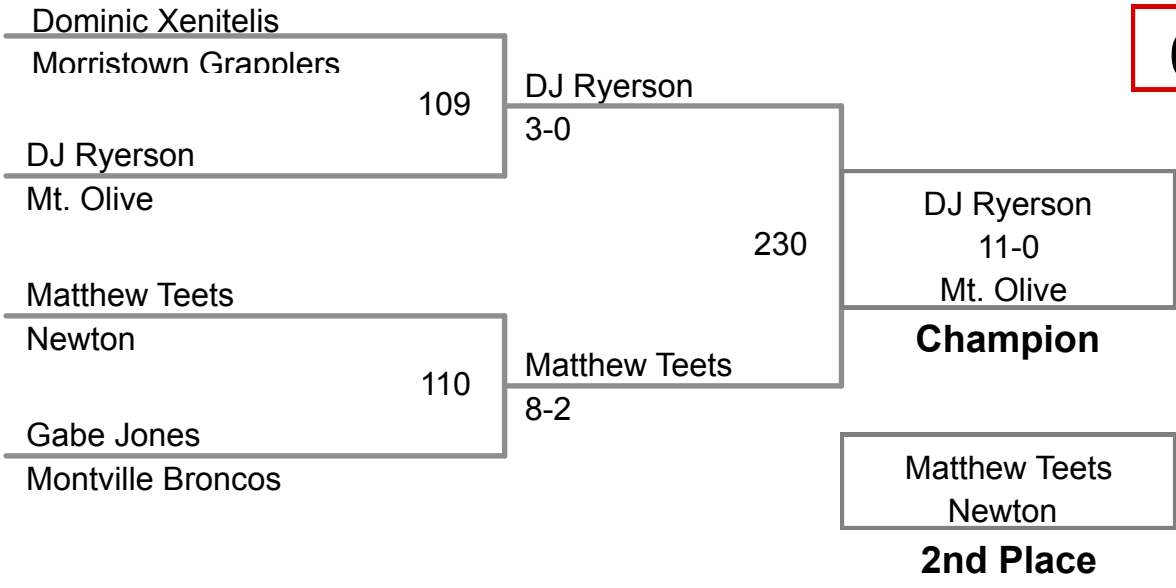 Dominic Xenitelis
Morristown Grapplers
109
DJ Ryerson
Mt. Olive
DJ Ryerson
3-0
Matthew Teets
Newton
110
Gabe Jones
Montville Broncos
Matthew Teets
8-2
230
DJ Ryerson
11-0
Mt. Olive
Champion
Matthew Teets
Newton
2nd Place